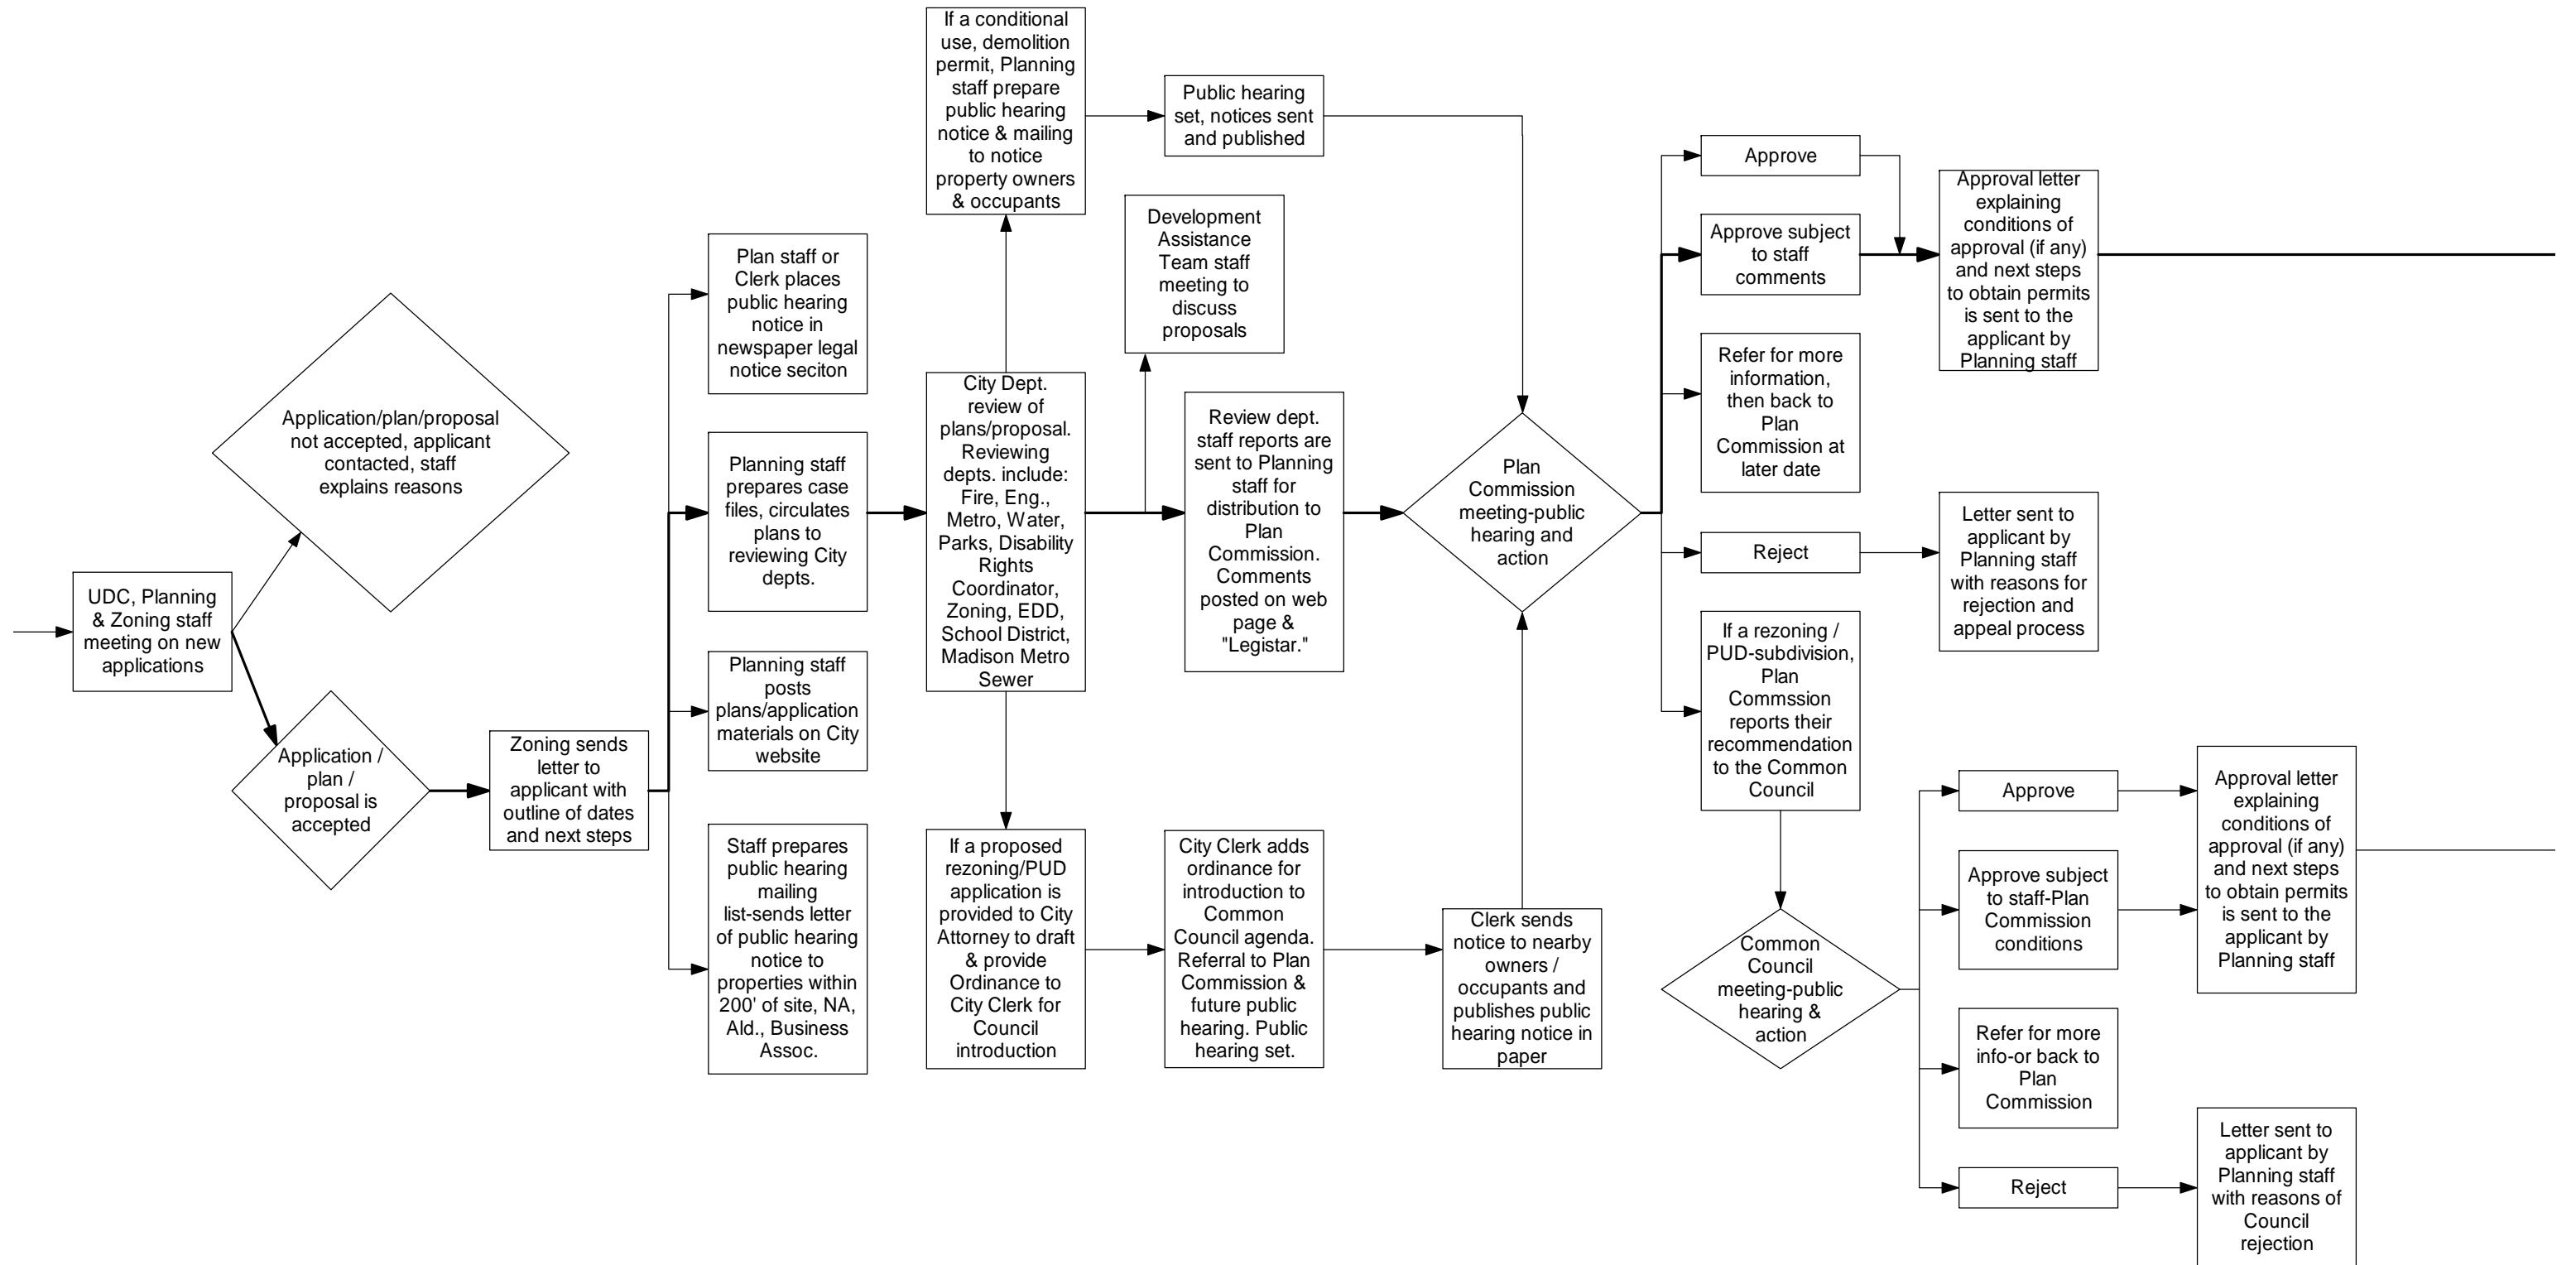 UDC, Planning
& Zoning staff
meeting on new
applications
Application/plan/proposal
not accepted, applicant
contacted, staff
explains reasons
Application /
plan /
proposal is
accepted
Zoning sends
letter to
applicant with
outline of dates
and next steps
Plan staff or
Clerk places
public hearing
notice in
newspaper legal
notice seciton
Planning staff
prepares case
files, circulates
plans to
reviewing City
depts.
Planning staff
posts
plans/application
materials on City
website
Staff prepares
public hearing
mailing
list-sends letter
of public hearing
notice to
properties within
200' of site, NA,
Ald., Business
Assoc.
If a conditional
use, demolition
permit, Planning
staff prepare
public hearing
notice & mailing
to notice
property owners
& occupants
City Dept.
review of
plans/proposal.
Reviewing
depts. include:
Fire, Eng.,
Metro, Water,
Parks, Disability
Rights
Coordinator,
Zoning, EDD,
School District,
Madison Metro
Sewer
If a proposed
rezoning/PUD
application is
provided to City
Attorney to draft
& provide
Ordinance to
City Clerk for
Council
introduction
Public hearing
set, notices sent
and published
Development
Assistance
Team staff
meeting to
discuss
proposals
Review dept.
staff reports are
sent to Planning
staff for
distribution to
Plan
Commission.
Comments
posted on web
page &
"Legistar."
City Clerk adds
ordinance for
introduction to
Common
Council agenda.
Referral to Plan
Commission &
future public
hearing. Public
hearing set.
Clerk sends
notice to nearby
owners /
occupants and
publishes public
hearing notice in
paper
Plan
Commission
meeting-public
hearing and
action
Approve
Approve subject
to staff
comments
Refer for more
information,
then back to
Plan
Commission at
later date
Reject
If a rezoning /
PUD-subdivision,
Plan
Commssion
reports their
recommendation
to the Common
Council
Approval letter
explaining
conditions of
approval (if any)
and next steps
to obtain permits
is sent to the
applicant by
Planning staff
Letter sent to
applicant by
Planning staff
with reasons for
rejection and
appeal process
Common
Council
meeting-public
hearing &
action
Approve
Approve subject
to staff-Plan
Commission
conditions
Refer for more
info-or back to
Plan
Commission
Reject
Approval letter
explaining
conditions of
approval (if any)
and next steps
to obtain permits
is sent to the
applicant by
Planning staff
Letter sent to
applicant by
Planning staff
with reasons of
Council
rejection